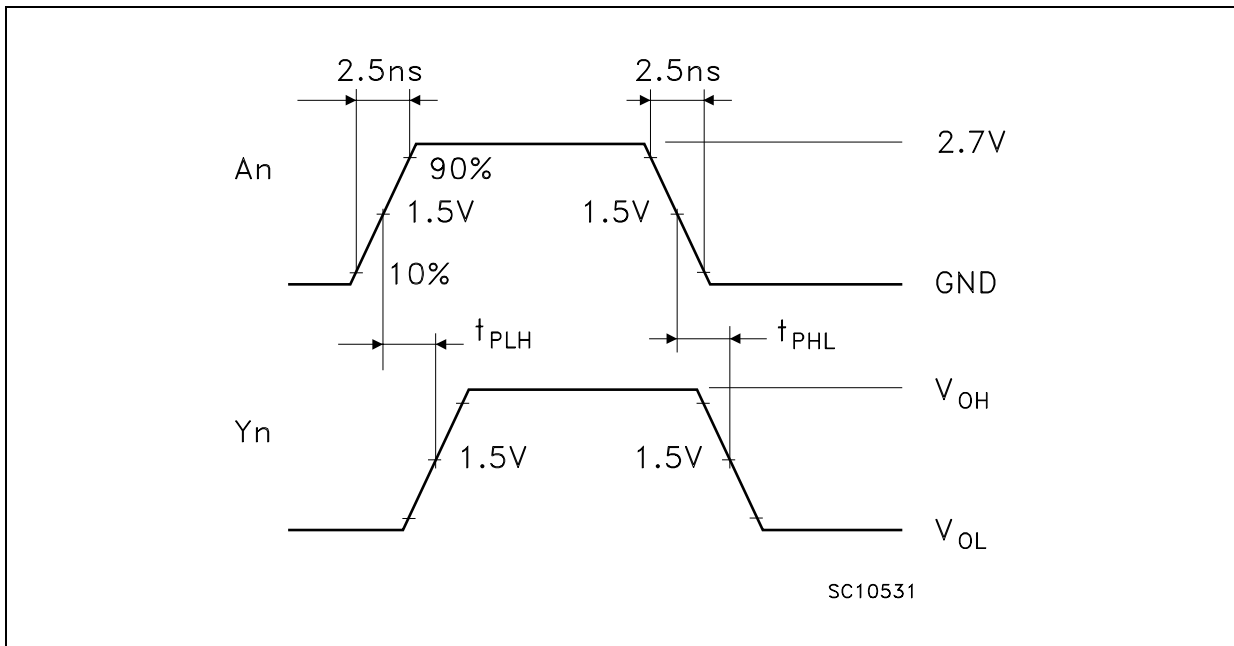 2.5ns 2.5ns
2.7V
An
90%
1.5V 1.5V
10%
GND
tPLH tPHL
VOH
Yn
1.5V 1.5V
VOL
SC10531